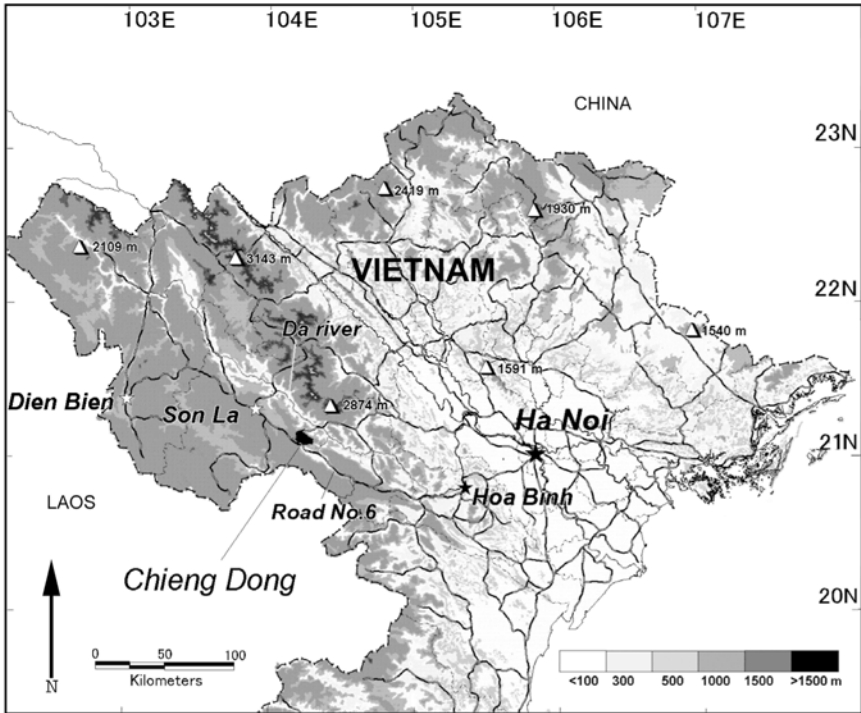 103E 104E 105E 106E 107E
CHINA
23N
2419 m
1930 m
2109 m
3143 m
VIETNAM
22N
Da river
1540 m
1591 m
Dien Bien
Son La
2874 m
Ha Noi
21N
Hoa Binh
LAOS
Road No.6
Chieng Dong
20N
0 50 100
Kilometers
N
<100 300 500 1000 1500 >1500 m